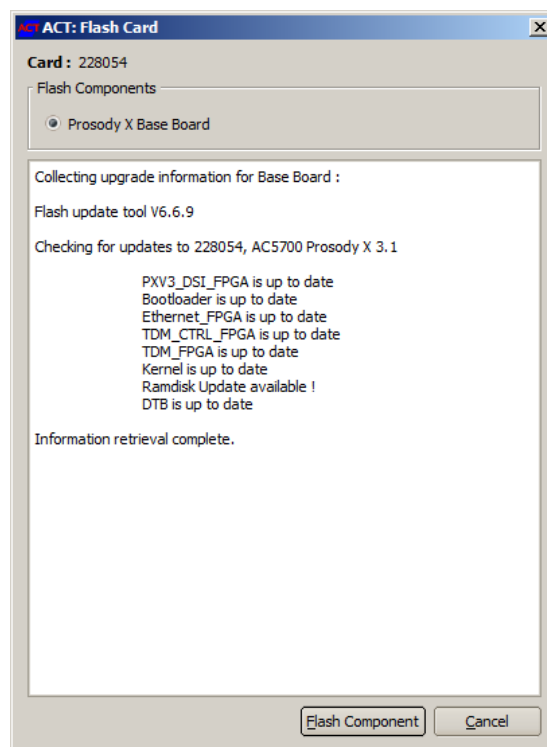 ACT ACT: Flash Card
Card : 228054
Flash Components
Prosody X Base Board
Collecting upgrade information for Base Board :
Flash update tool V6.6.9
Checking for updates to 228054, AC5700 Prosody X 3.1
PXV3_DSI_FPGA is up to date
Bootloader is up to date
Ethernet_FPGA is up to date
TDM_CTRL_FPGA is up to date
TDM_FPGA is up to date
Kernel is up to date
Ramdisk Update available !
DTB is up to date
Information retrieval complete.
Flash Component Cancel